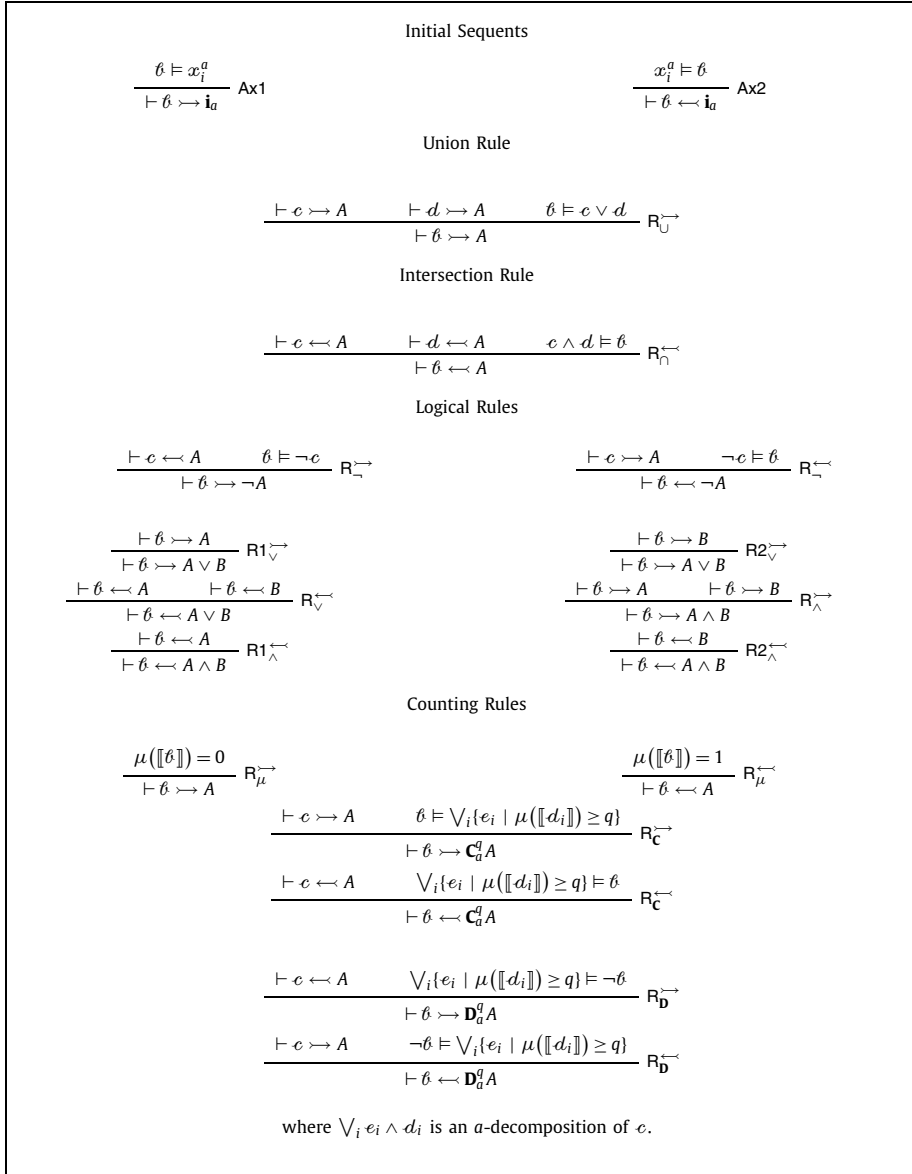 Initial Sequents
𝒷 ⊨ x_i^a
⊢ 𝒷 ↣ i_a Ax1
x_i^a ⊨ 𝒷
⊢ 𝒷 ↢ i_a Ax2
Union Rule
⊢ 𝒸 ↣ A ⊢ 𝒹 ↣ A 𝒷 ⊨ 𝒸 ∨ 𝒹
⊢ 𝒷 ↣ A R_∪^↣
Intersection Rule
⊢ 𝒸 ↢ A ⊢ 𝒹 ↢ A 𝒸 ∧ 𝒹 ⊨ 𝒷
⊢ 𝒷 ↢ A R_∩^↢
Logical Rules
⊢ 𝒸 ↢ A 𝒷 ⊨ ¬𝒸
⊢ 𝒷 ↣ ¬A R_¬^↣
⊢ 𝒸 ↣ A ¬𝒸 ⊨ 𝒷
⊢ 𝒷 ↢ ¬A R_¬^↢
⊢ 𝒷 ↣ A
⊢ 𝒷 ↣ A ∨ B R1_∨^↣
⊢ 𝒷 ↣ B
⊢ 𝒷 ↣ A ∨ B R2_∨^↣
⊢ 𝒷 ↢ A ⊢ 𝒷 ↢ B
⊢ 𝒷 ↢ A ∨ B R_∨^↢
⊢ 𝒷 ↣ A ⊢ 𝒷 ↣ B
⊢ 𝒷 ↣ A ∧ B R_∧^↣
⊢ 𝒷 ↢ A
⊢ 𝒷 ↢ A ∧ B R1_∧^↢
⊢ 𝒷 ↢ B
⊢ 𝒷 ↢ A ∧ B R2_∧^↢
Counting Rules
μ(⟦𝒷⟧) = 0
⊢ 𝒷 ↣ A R_μ^↣
μ(⟦𝒷⟧) = 1
⊢ 𝒷 ↢ A R_μ^↢
⊢ 𝒸 ↣ A 𝒷 ⊨ ⋁_i{ℯ_i | μ(⟦𝒹_i⟧) ≥ q}
⊢ 𝒷 ↣ C_a^q A R_C^↣
⊢ 𝒸 ↢ A ⋁_i{ℯ_i | μ(⟦𝒹_i⟧) ≥ q} ⊨ 𝒷
⊢ 𝒷 ↢ C_a^q A R_C^↢
⊢ 𝒸 ↢ A ⋁_i{ℯ_i | μ(⟦𝒹_i⟧) ≥ q} ⊨ ¬𝒷
⊢ 𝒷 ↣ D_a^q A R_D^↣
⊢ 𝒸 ↣ A ¬𝒷 ⊨ ⋁_i{ℯ_i | μ(⟦𝒹_i⟧) ≥ q}
⊢ 𝒷 ↢ D_a^q A R_D^↢
where ⋁_i ℯ_i ∧ 𝒹_i is an a-decomposition of 𝒸.